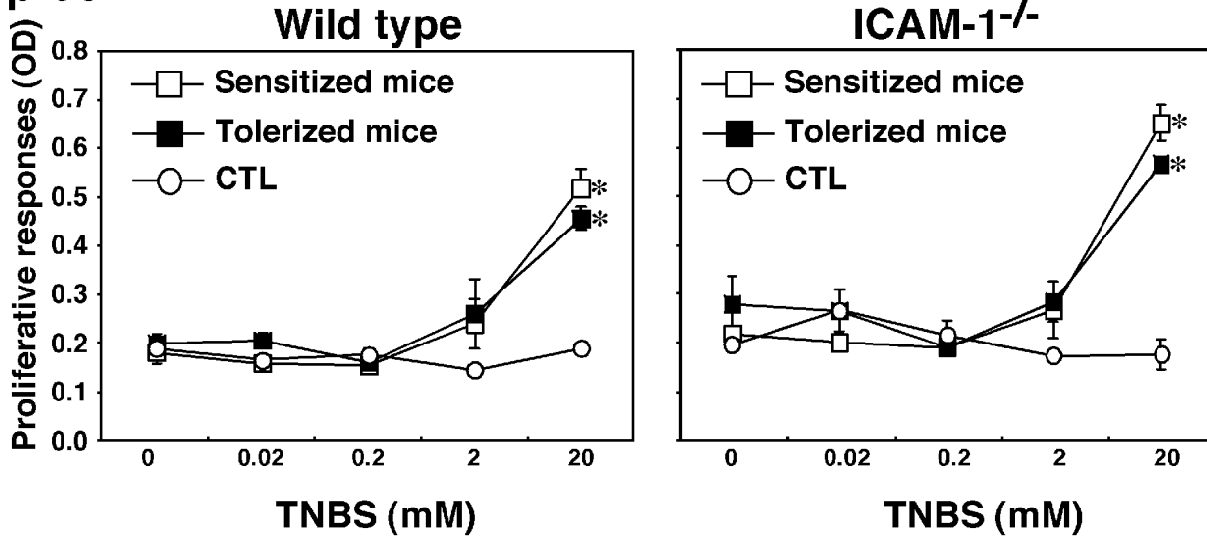 Wild type
ICAM-1-/-
Proliferative responses (OD)
0.8
0.7
0.6
0.5
0.4
0.3
0.2
0.1
0.0
Sensitized mice
Tolerized mice
CTL
*
*
0 0.02 0.2 2 20
TNBS (mM)
Sensitized mice
Tolerized mice
CTL
*
*
0 0.02 0.2 2 20
TNBS (mM)